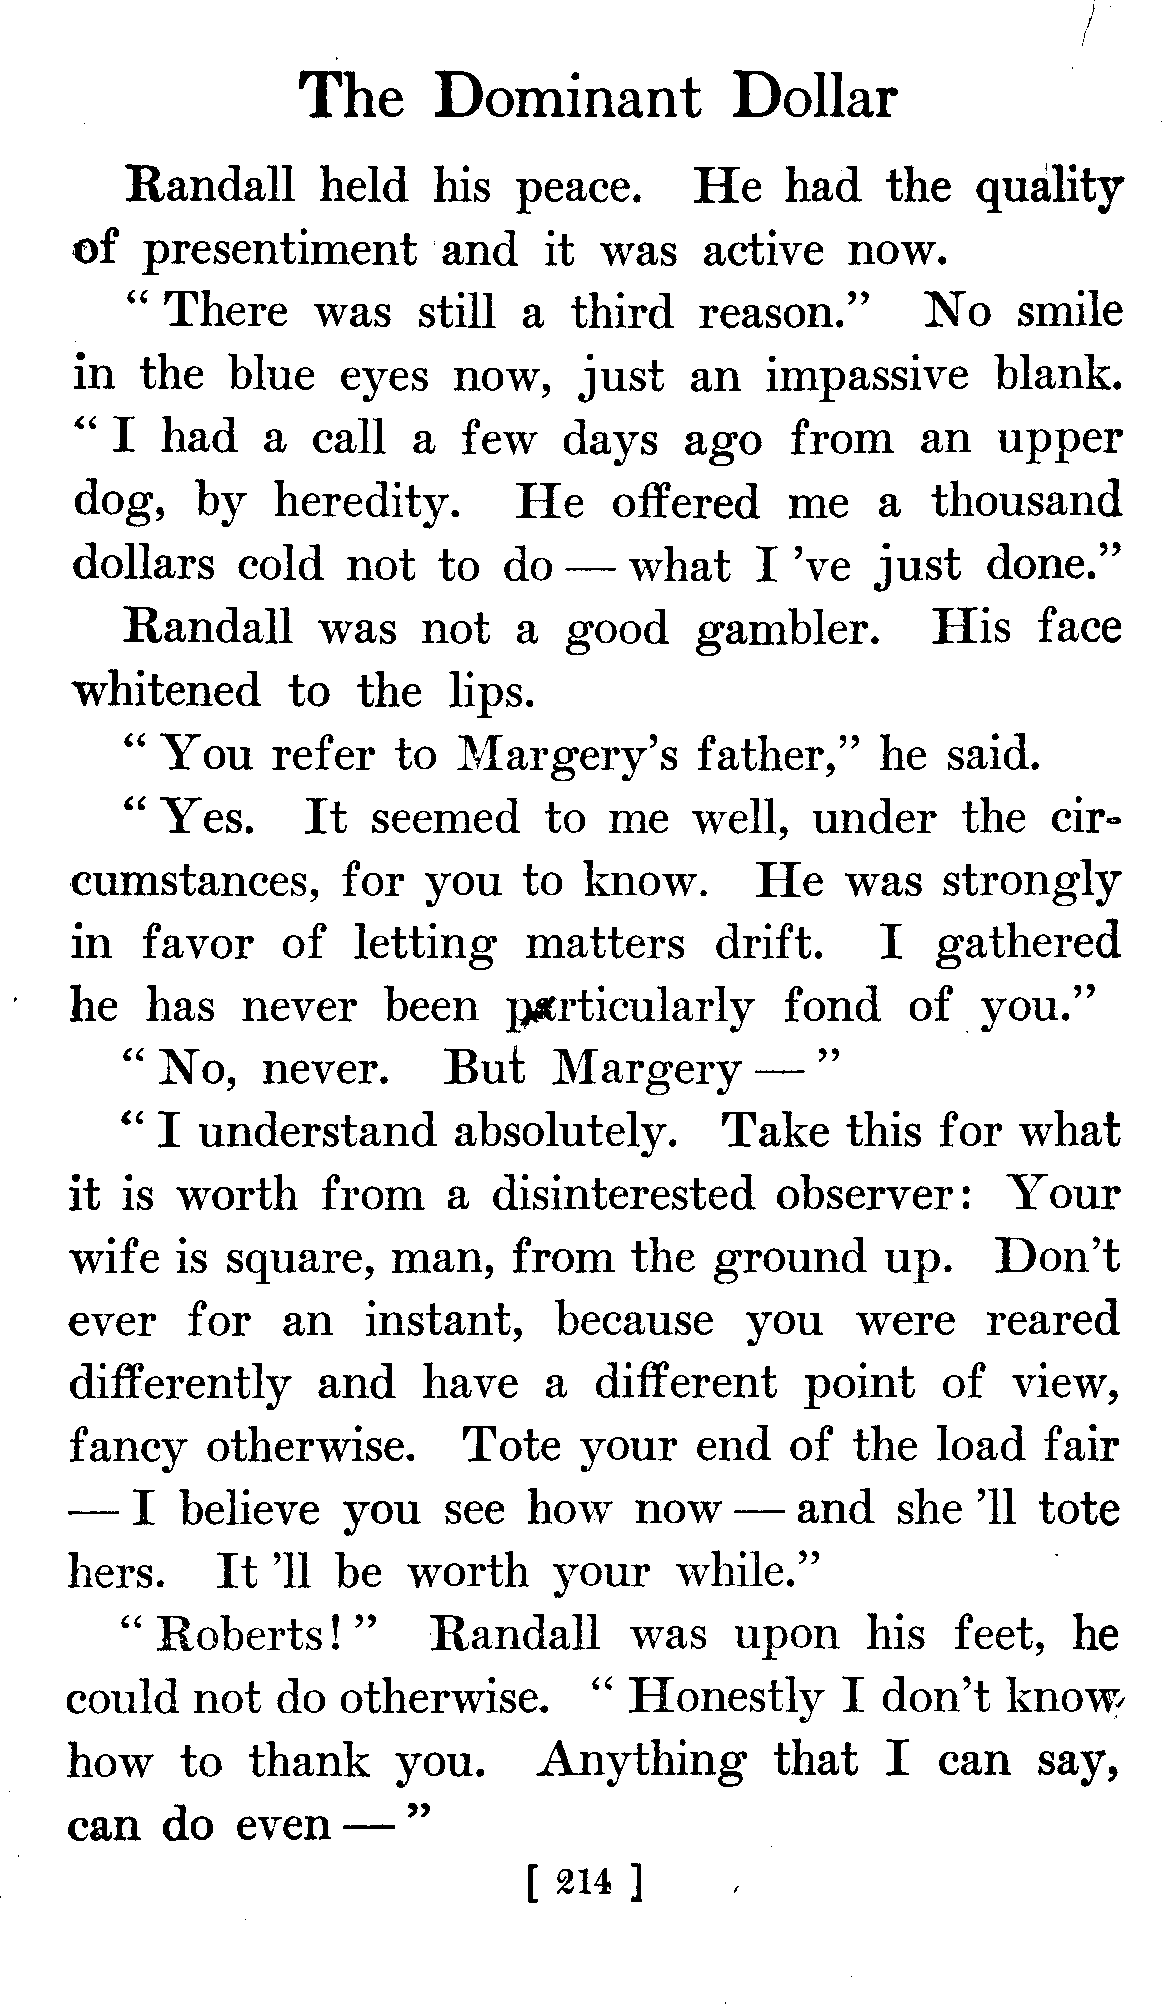 The Dominant Dollar
Randall held his peace. He had the quality
of presentiment and it was active now.
“ There was still a third reason.” No smile
in the blue eyes now, just an impassive blank.
“ I had a call a few days ago from an upper
dog, by heredity. He offered me a thousand
dollars cold not to do — what I ’ve just done.”
Randall was not a good gambler. His face
whitened to the lips.
“ You refer to Margery’s father,” he said.
“ Yes. It seemed to me well, under the cir-
cumstances, for you to know. He was strongly
in favor of letting matters drift. I gathered
he has never been particularly fond of you.”
“ No, never. But Margery — ”
“ I understand absolutely. Take this for what
it is worth from a disinterested observer: Your
wife is square, man, from the ground up. Don’t
ever for an instant, because you were reared
differently and have a different point of view,
fancy otherwise. Tote your end of the load fair
— I believe you see how now — and she ’ll tote
hers. It ’ll be worth your while.”
“ Roberts! ” Randall was upon his feet, he
could not do otherwise. “ Honestly I don’t know
how to thank you. Anything that I can say,
can do even — ”
[ 214 ]